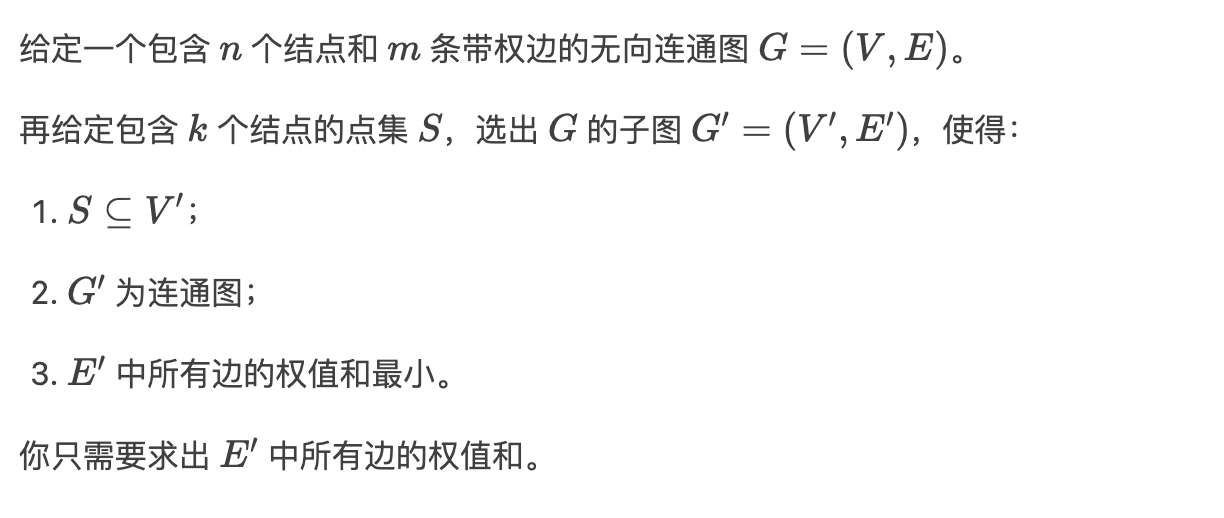 给定一个包含 n 个结点和 m 条带权边的无向连通图 G = (V, E)。
再给定包含 k 个结点的点集 S，选出 G 的子图 G′ = (V′, E′)，使得：
1. S ⊆ V′；
2. G′ 为连通图；
3. E′ 中所有边的权值和最小。
你只需要求出 E′ 中所有边的权值和。